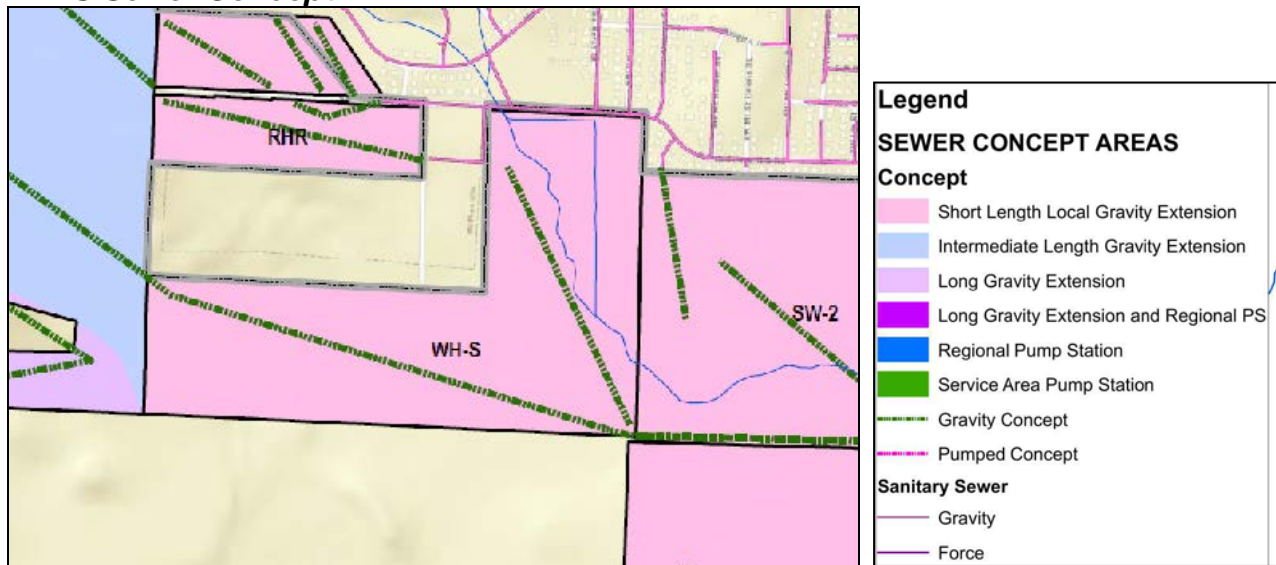 RHR
WH-S
SW-2
Legend
SEWER CONCEPT AREAS
Concept
Short Length Local Gravity Extension
Intermediate Length Gravity Extension
Long Gravity Extension
Long Gravity Extension and Regional PS
Regional Pump Station
Service Area Pump Station
Gravity Concept
Pumped Concept
Sanitary Sewer
Gravity
Force